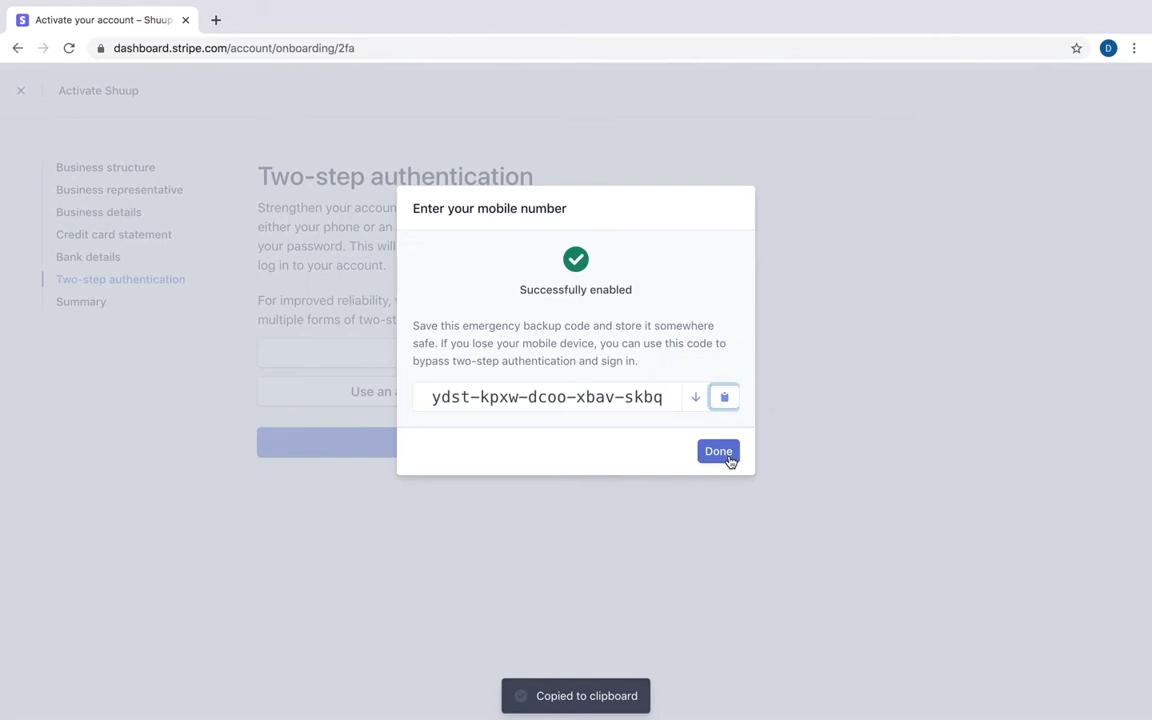 Activate your account – Shuup
dashboard.stripe.com/account/onboarding/2fa
D
Activate Shuup
Business structure
Business representative
Business details
Credit card statement
Bank details
Two-step authentication
Summary
Two-step authentication
Strengthen your accoun
either your phone or an
your password. This will
log in to your account.
For improved reliability,
multiple forms of two-st
Use an a
Enter your mobile number
Successfully enabled
Save this emergency backup code and store it somewhere
safe. If you lose your mobile device, you can use this code to
bypass two-step authentication and sign in.
ydst-kpxw-dcoo-xbav-skbq
Done
Copied to clipboard